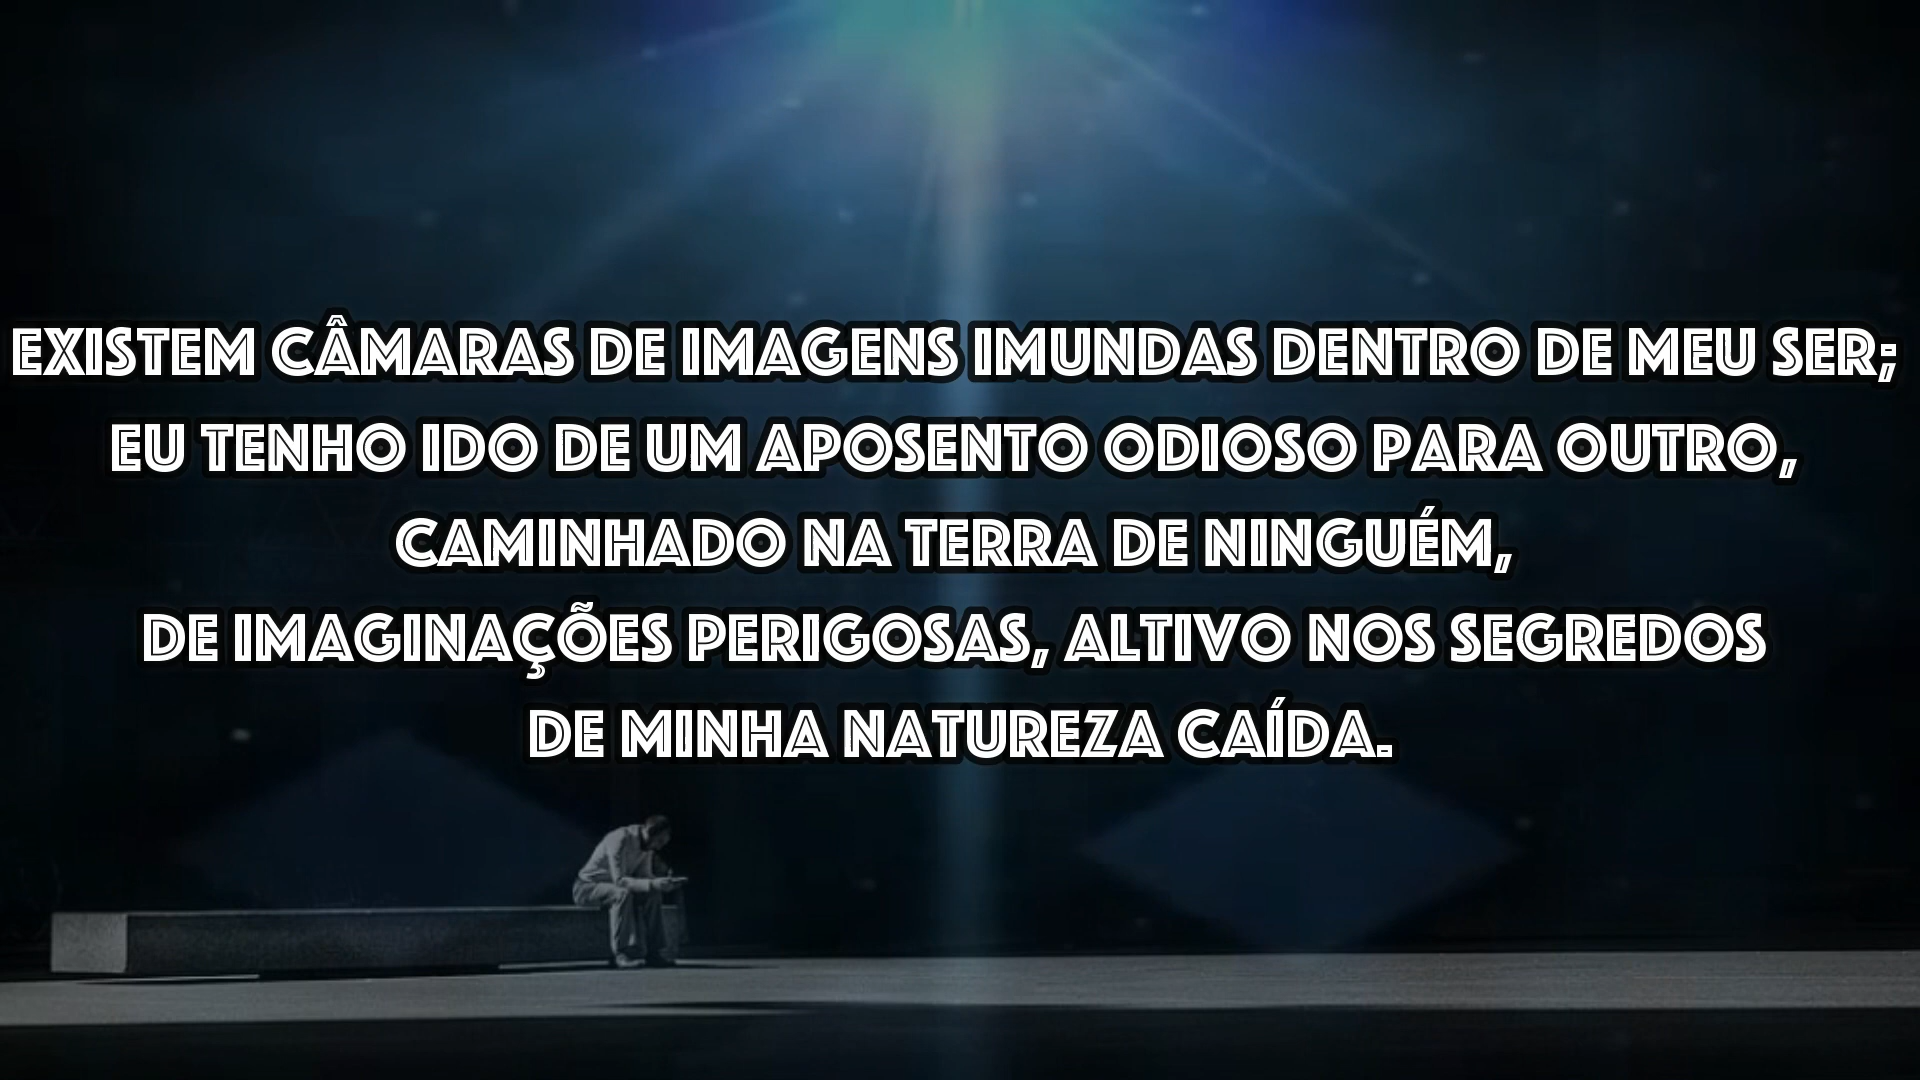 EXISTEM CÂMARAS DE IMAGENS IMUNDAS DENTRO DE MEU SER;
EU TENHO IDO DE UM APOSENTO ODIOSO PARA OUTRO,
CAMINHADO NA TERRA DE NINGUÉM,
DE IMAGINAÇÕES PERIGOSAS, ALTIVO NOS SEGREDOS
DE MINHA NATUREZA CAÍDA.